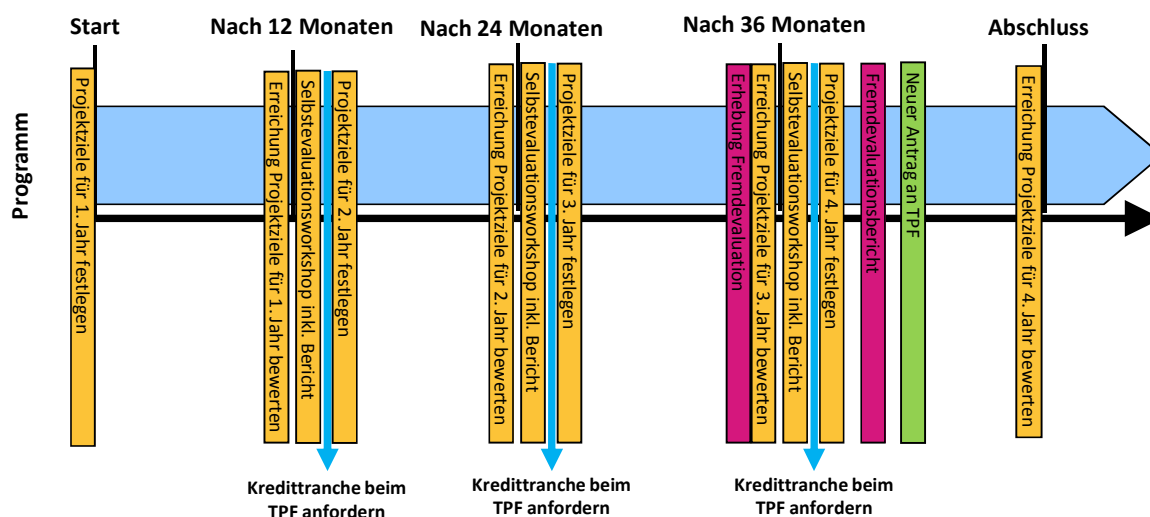 Start
Nach 12 Monaten
Nach 24 Monaten
Nach 36 Monaten
Abschluss
Programm
Projektziele für 1. Jahr festlegen
Erreichung Projektziele für 1. Jahr bewerten
Selbstevaluationsworkshop inkl. Bericht
Projektziele für 2. Jahr festlegen
Erreichung Projektziele für 2. Jahr bewerten
Selbstevaluationsworkshop inkl. Bericht
Projektziele für 3. Jahr festlegen
Erhebung Fremdevaluation
Erreichung Projektziele für 3. Jahr bewerten
Selbstevaluationsworkshop inkl. Bericht
Projektziele für 4. Jahr festlegen
Fremdevaluationsbericht
Neuer Antrag an TPF
Erreichung Projektziele für 4. Jahr bewerten
Kredittranche beim
TPF anfordern
Kredittranche beim
TPF anfordern
Kredittranche beim
TPF anfordern